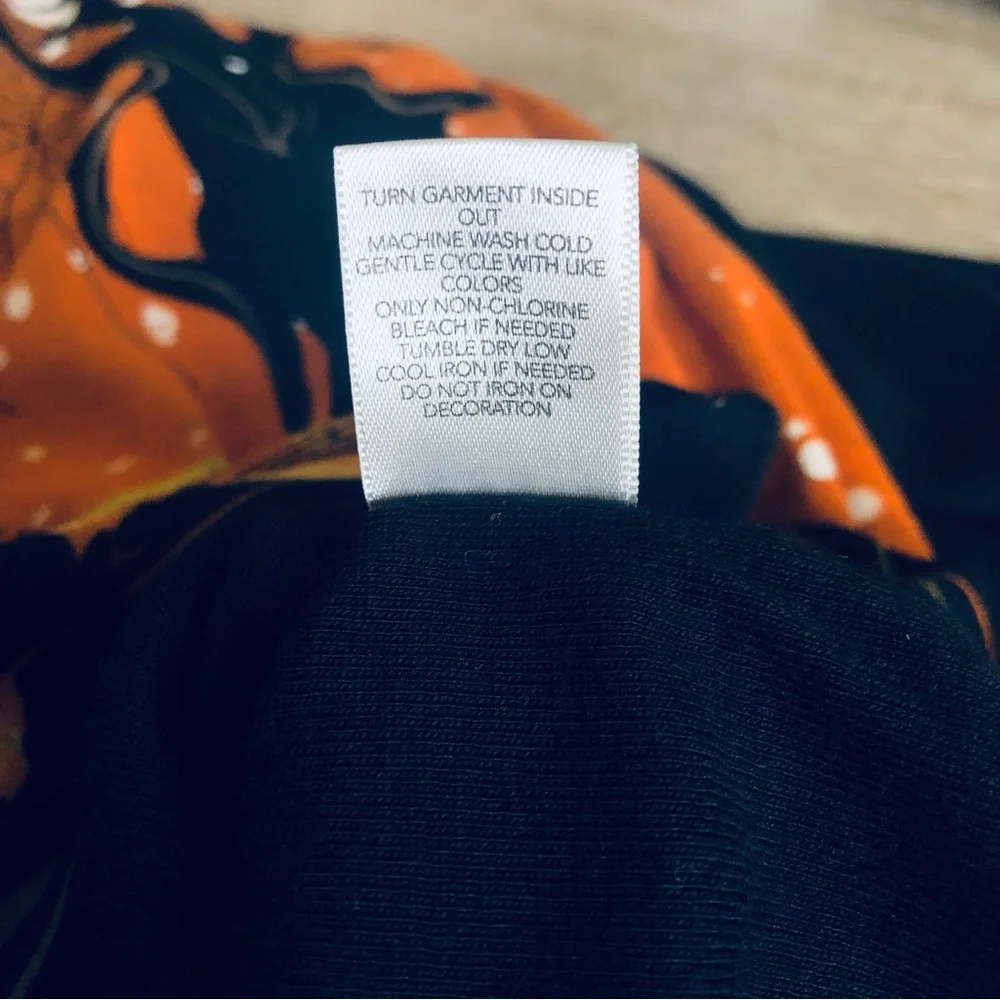 TURN GARMENT INSIDE
OUT
MACHINE WASH COLD
GENTLE CYCLE WITH LIKE
COLORS
ONLY NON-CHLORINE
BLEACH IF NEEDED
TUMBLE DRY LOW
COOL IRON IF NEEDED
DO NOT IRON ON
DECORATION